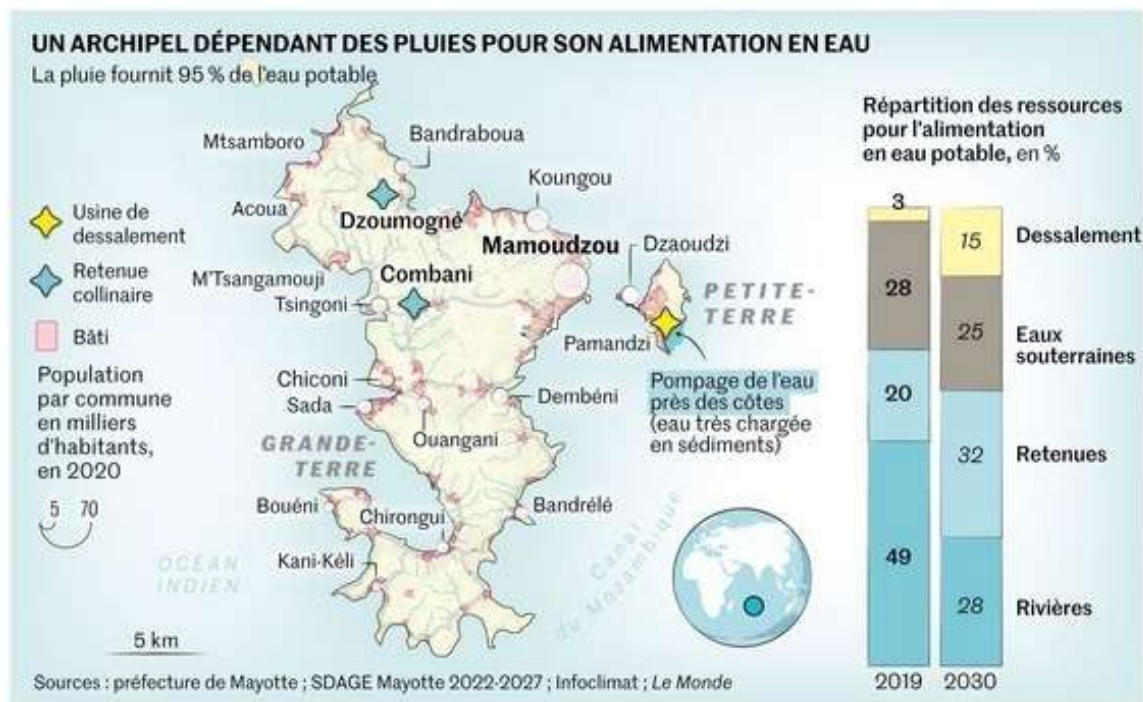 UN ARCHIPEL DÉPENDANT DES PLUIES POUR SON ALIMENTATION EN EAU
La pluie fournit 95 % de l'eau potable
Mtsamboro
Bandraboua
Koungou
Acoua
Dzoumogné
Mamoudzou
Dzaoudzi
M'Tsangamouji
Combani
Tsingoni
PETITE-
TERRE
Pamandzi
Usine de
dessalement
Retenue
collinaire
Bâti
Population
par commune
en milliers
d'habitants,
en 2020
5 70
Chiconi
Sada
Ouangani
Dembéni
Pompage de l'eau
près des côtes
(eau très chargée
en sédiments)
GRANDE-
TERRE
Bouéni
Chirongui
Bandrélé
Kani-Kèli
OCÉAN
INDIEN
Canal
du Mozambique
5 km
Répartition des ressources
pour l'alimentation
en eau potable, en %
3
28
20
49
2019
15
25
32
28
2030
Dessalement
Eaux
souterraines
Retenues
Rivières
Sources : préfecture de Mayotte ; SDAGE Mayotte 2022-2027 ; Infoclimat ; Le Monde